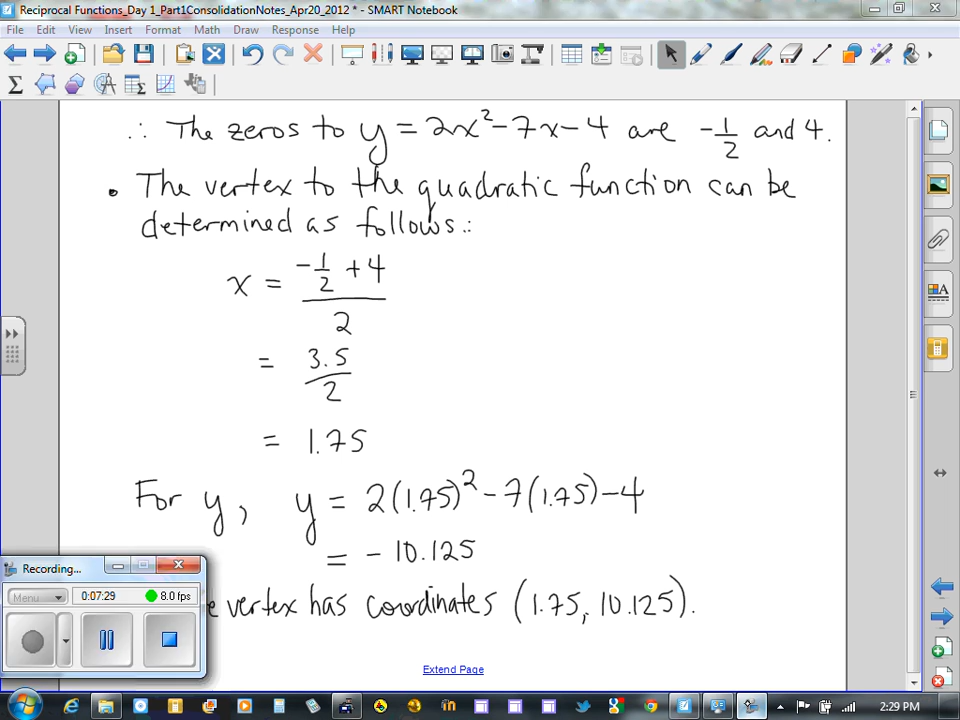 Reciprocal Functions_Day 1_Part1ConsolidationNotes_Apr20_2012 * - SMART Notebook
File Edit View Insert Format Math Draw Response Help
∴ The zeros to y = 2x² - 7x - 4 are -1/2 and 4.
• The vertex to the quadratic function can be
determined as follows.:
x = (-1/2 + 4)/2
= 3.5/2
= 1.75
For y, y = 2(1.75)² - 7(1.75) - 4
= - 10.125
Recording...
Menu 0:07:29 8.0 fps
e vertex has coordinates (1.75, 10.125).
Extend Page
2:29 PM